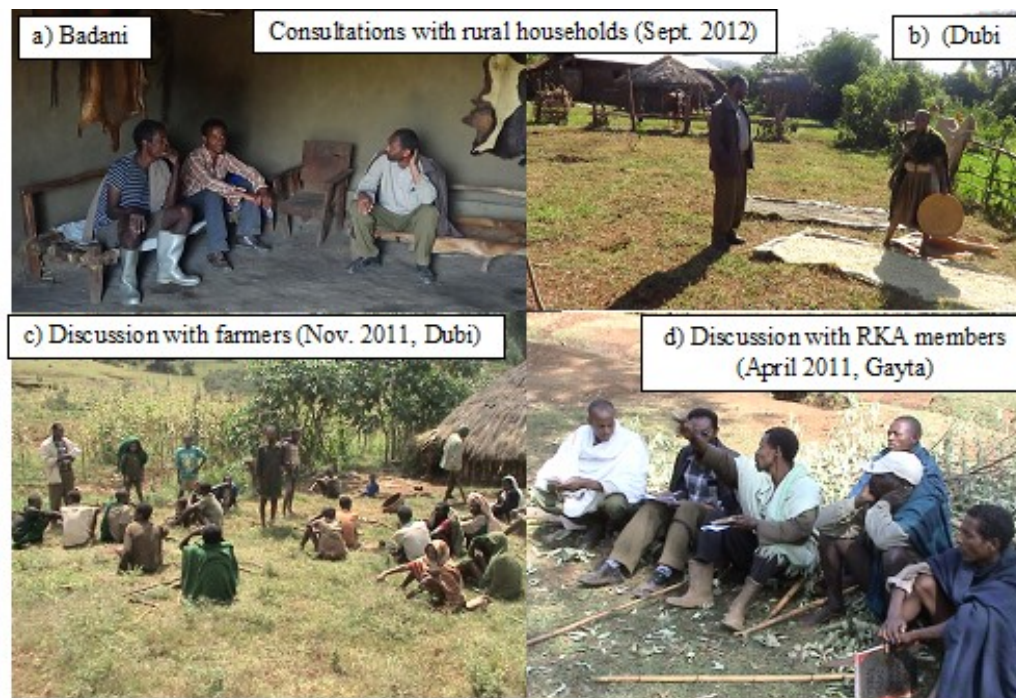 a) Badani
Consultations with rural households (Sept. 2012)
b) (Dubi
c) Discussion with farmers (Nov. 2011, Dubi)
d) Discussion with RKA members
(April 2011, Gayta)